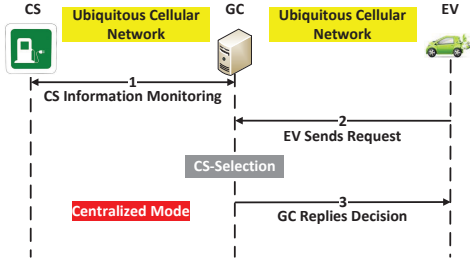 CS
Ubiquitous Cellular
Network
GC
Ubiquitous Cellular
Network
EV
1
CS Information Monitoring
2
EV Sends Request
CS-Selection
Centralized Mode
3
GC Replies Decision